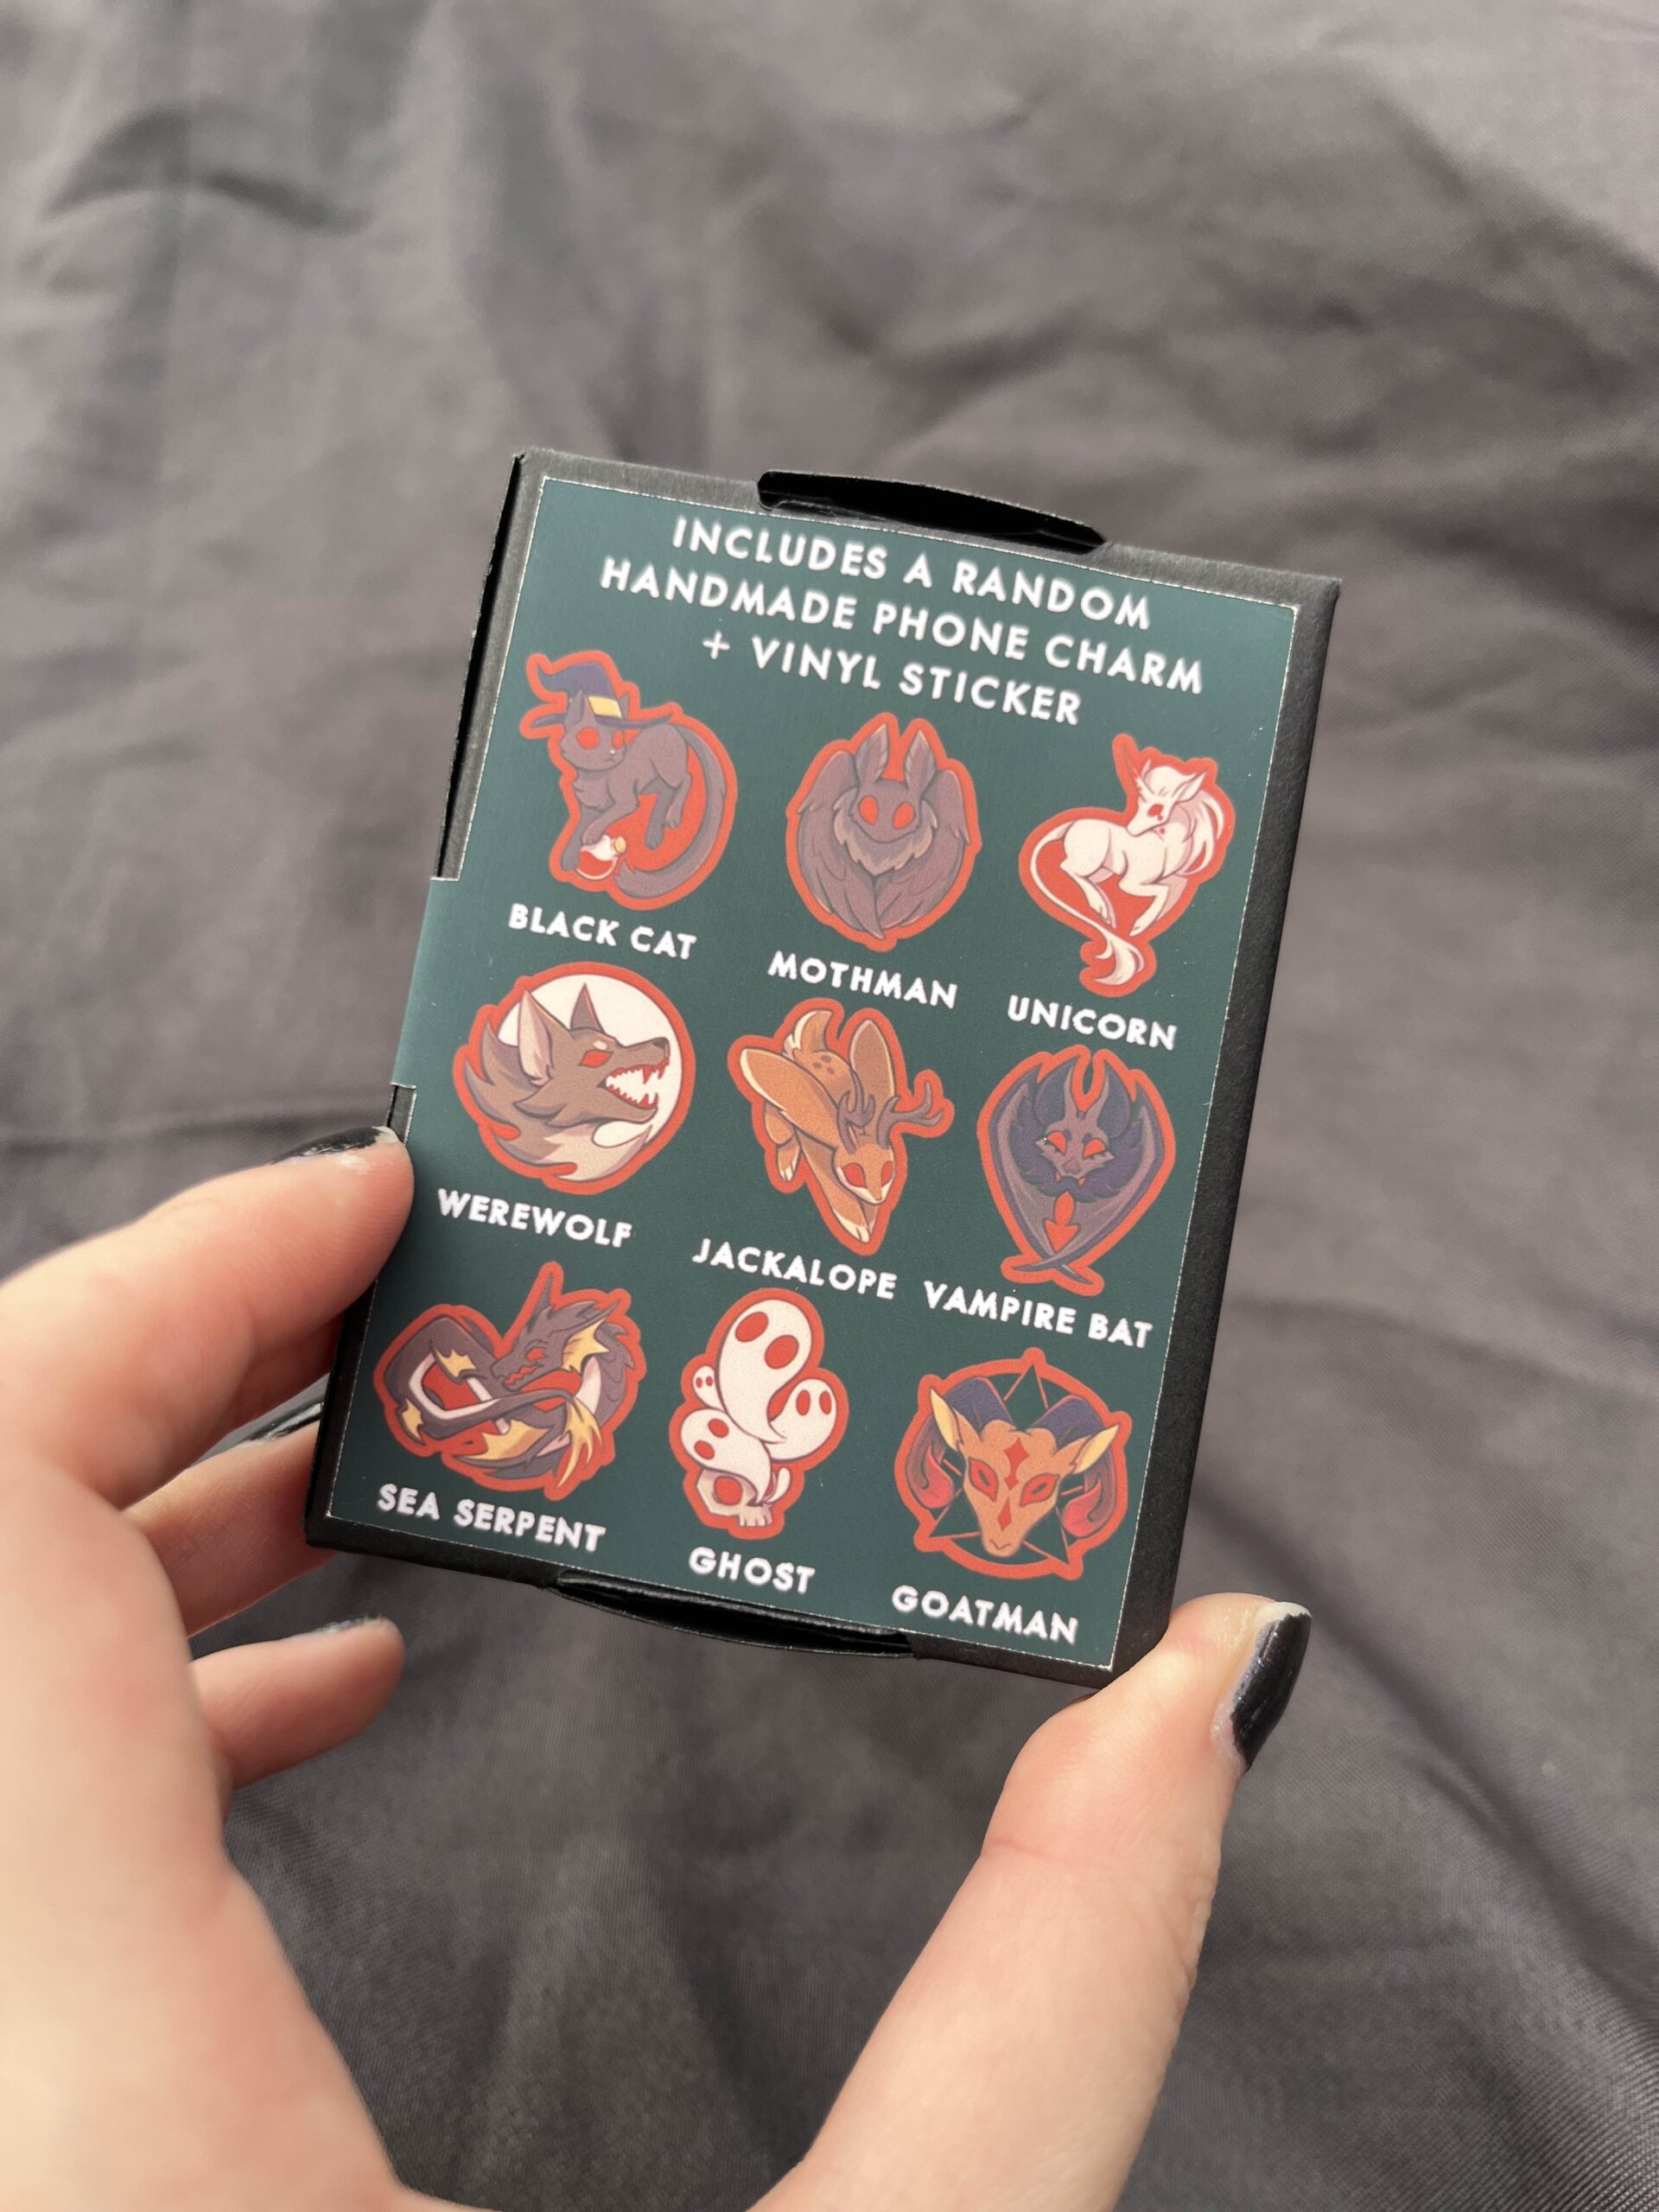 INCLUDES A RANDOM
HANDMADE PHONE CHARM
+ VINYL STICKER
BLACK CAT
MOTHMAN
UNICORN
WEREWOLF
JACKALOPE
VAMPIRE BAT
SEA SERPENT
GHOST
GOATMAN